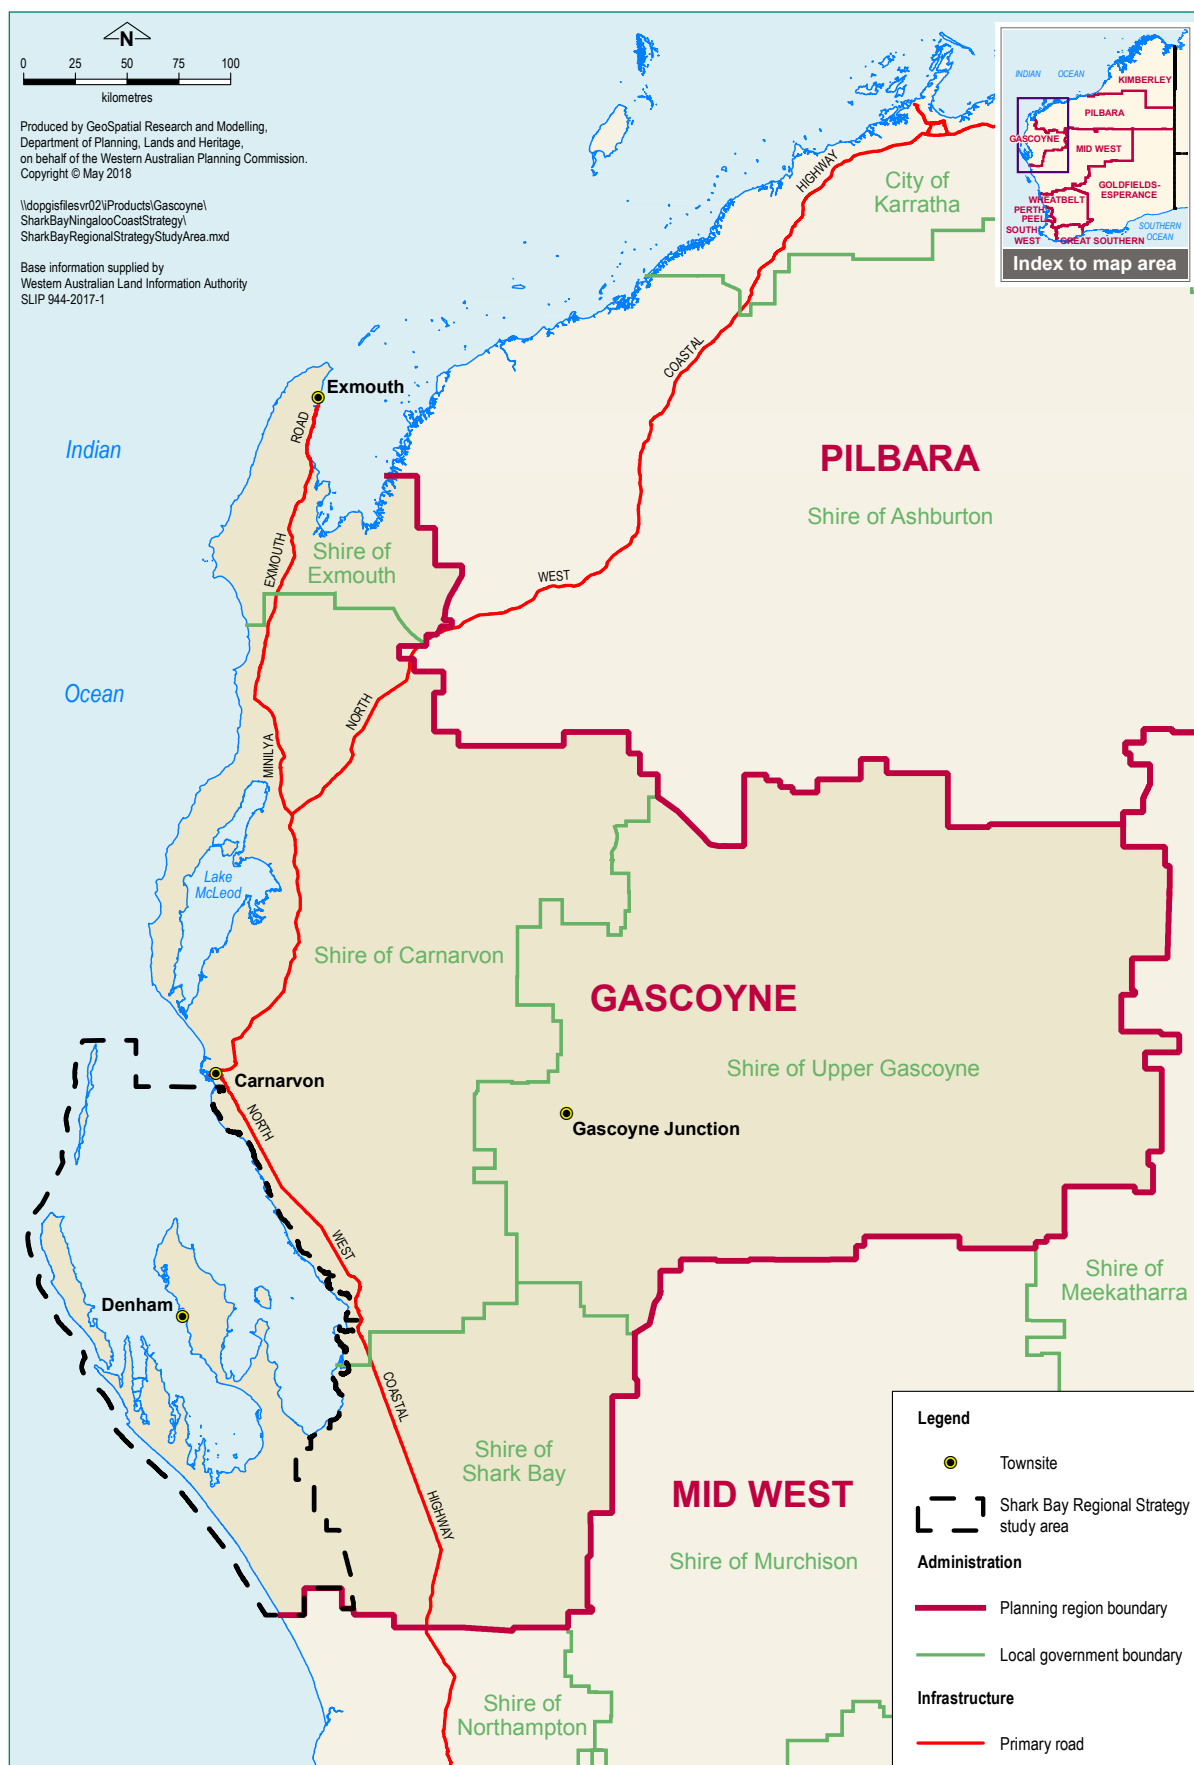 N
0 25 50 75 100
kilometres
Produced by GeoSpatial Research and Modelling,
Department of Planning, Lands and Heritage,
on behalf of the Western Australian Planning Commission.
Copyright © May 2018
\\dopgisfilesvr02\iProducts\Gascoyne\
SharkBayNingalooCoastStrategy\
SharkBayRegionalStrategyStudyArea.mxd
Base information supplied by
Western Australian Land Information Authority
SLIP 944-2017-1
INDIAN OCEAN
KIMBERLEY
PILBARA
GASCOYNE
MID WEST
GOLDFIELDS-
ESPERANCE
WHEATBELT
PERTH
PEEL
SOUTH
WEST
GREAT SOUTHERN
SOUTHERN
OCEAN
Index to map area
HIGHWAY
City of
Karratha
COASTAL
Exmouth
ROAD
Indian
PILBARA
Shire of Ashburton
Shire of
Exmouth
EXMOUTH
WEST
Ocean
NORTH
MINILYA
Lake
McLeod
Shire of Carnarvon
GASCOYNE
Shire of Upper Gascoyne
Carnarvon
Gascoyne Junction
NORTH
WEST
Denham
Shire of
Meekatharra
COASTAL
Shire of
Shark Bay
HIGHWAY
MID WEST
Shire of Murchison
Shire of
Northampton
Legend
Townsite
Shark Bay Regional Strategy
study area
Administration
Planning region boundary
Local government boundary
Infrastructure
Primary road